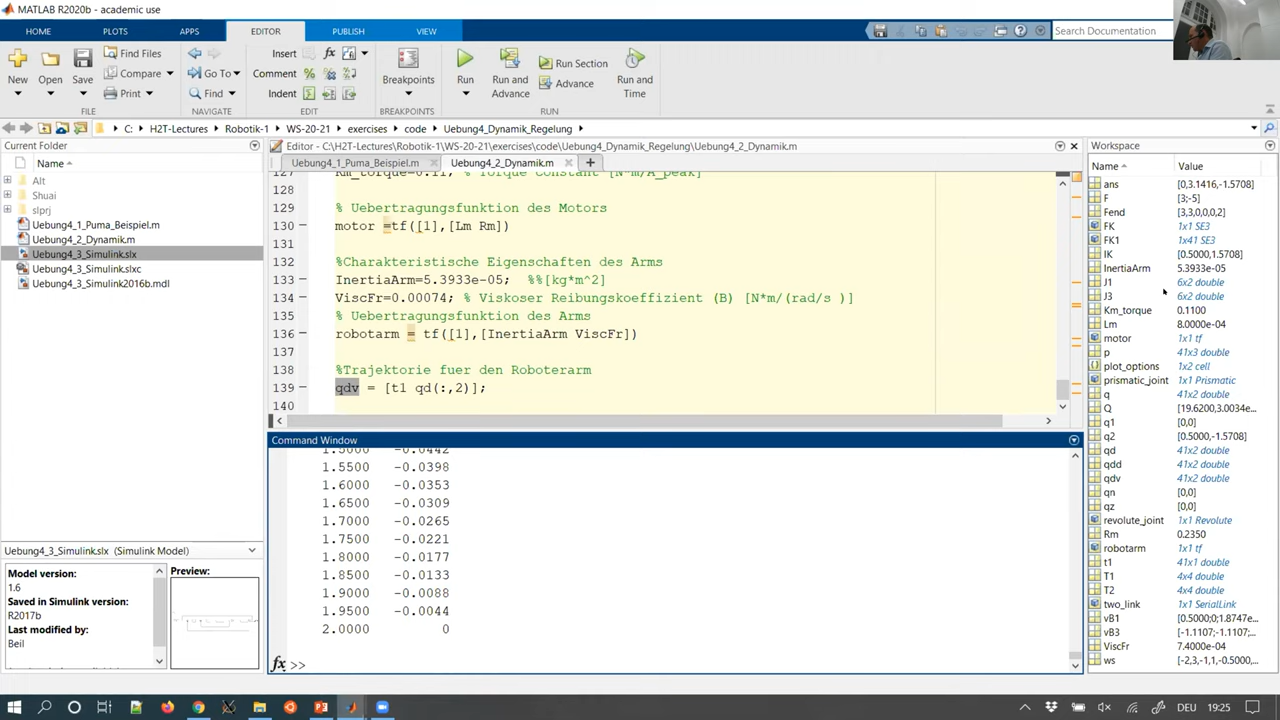 MATLAB R2020b - academic use
HOME PLOTS APPS EDITOR PUBLISH VIEW
Search Documentation
New Open Save Find Files Compare Print
Go To Find
Insert Comment Indent
fx
Breakpoints
Run Run and Advance Run Section Advance Run and Time
FILE NAVIGATE EDIT BREAKPOINTS RUN
C: H2T-Lectures Robotik-1 WS-20-21 exercises code Uebung4_Dynamik_Regelung
Current Folder
Name
Alt
Shuai
slprj
Uebung4_1_Puma_Beispiel.m
Uebung4_2_Dynamik.m
Uebung4_3_Simulink.slx
Uebung4_3_Simulink.slxc
Uebung4_3_Simulink2016b.mdl
Uebung4_3_Simulink.slx (Simulink Model)
Model version:
1.6
Saved in Simulink version:
R2017b
Last modified by:
Beil
Preview:
Editor - C:\H2T-Lectures\Robotik-1\WS-20-21\exercises\code\Uebung4_Dynamik_Regelung\Uebung4_2_Dynamik.m
Uebung4_1_Puma_Beispiel.m Uebung4_2_Dynamik.m
127 Km_torque=0.11; % Torque Constant [N*m/A_peak]
128
129 % Uebertragungsfunktion des Motors
130 motor =tf([1],[Lm Rm])
131
132 %Charakteristische Eigenschaften des Arms
133 InertiaArm=5.3933e-05; %%[kg*m^2]
134 ViscFr=0.00074; % Viskoser Reibungskoeffizient (B) [N*m/(rad/s )]
135 % Uebertragungsfunktion des Arms
136 robotarm = tf([1],[InertiaArm ViscFr])
137
138 %Trajektorie fuer den Roboterarm
139 qdv = [t1 qd(:,2)];
140
Command Window
1.5000 -0.0442
1.5500 -0.0398
1.6000 -0.0353
1.6500 -0.0309
1.7000 -0.0265
1.7500 -0.0221
1.8000 -0.0177
1.8500 -0.0133
1.9000 -0.0088
1.9500 -0.0044
2.0000 0
fx >>
Workspace
Name Value
ans [0,3.1416,-1.5708]
F [3;-5]
Fend [3,3,0,0,0,2]
FK 1x1 SE3
FK1 1x41 SE3
IK [0.5000,1.5708]
InertiaArm 5.3933e-05
J1 6x2 double
J3 6x2 double
Km_torque 0.1100
Lm 8.0000e-04
motor 1x1 tf
p 41x3 double
plot_options 1x2 cell
prismatic_joint 1x1 Prismatic
q 41x2 double
Q [19.6200,3.0034e...
q1 [0,0]
q2 [0.5000,-1.5708]
qd 41x2 double
qdd 41x2 double
qdv 41x2 double
qn [0,0]
qz [0,0]
revolute_joint 1x1 Revolute
Rm 0.2350
robotarm 1x1 tf
t1 41x1 double
T1 4x4 double
T2 4x4 double
two_link 1x1 SerialLink
vB1 [0.5000;0;1.8747e...
vB3 [-1.1107;-1.1107;...
ViscFr 7.4000e-04
ws [-2,3,-1,1,-0.5000,...
DEU 19:25